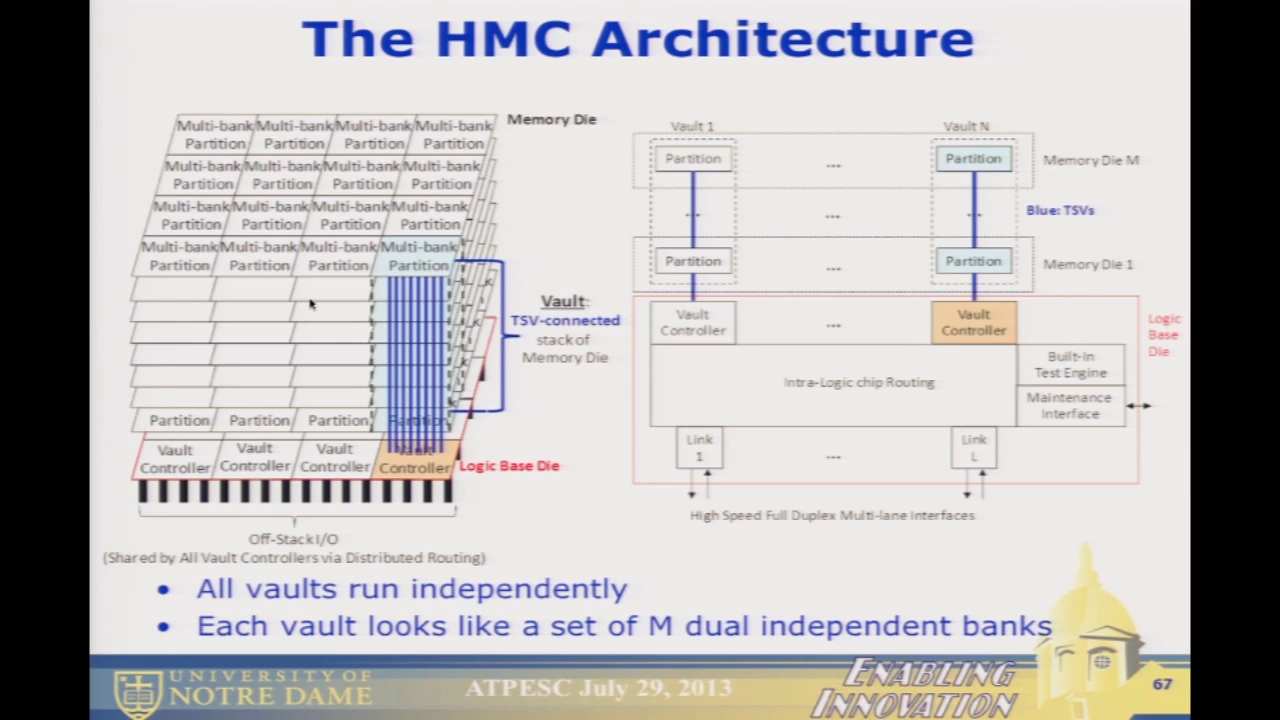 The HMC Architecture
Multi-bank Multi-bank Multi-bank Multi-bank
Partition Partition Partition Partition
Multi-bank Multi-bank Multi-bank Multi-bank
Partition Partition Partition Partition
Multi-bank Multi-bank Multi-bank Multi-bank
Partition Partition Partition Partition
Multi-bank Multi-bank Multi-bank Multi-bank
Partition Partition Partition Partition
Partition Partition Partition Partition
Vault Vault Vault Vault
Controller Controller Controller Controller
Memory Die
Vault:
TSV-connected
stack of
Memory Die
Logic Base Die
Off-Stack I/O
(Shared by All Vault Controllers via Distributed Routing)
Vault 1
Vault N
Partition
...
Partition
Memory Die M
...
...
...
Blue: TSVs
Partition
...
Partition
Memory Die 1
Vault
Controller
...
Vault
Controller
Logic
Base
Die
Intra-Logic chip Routing
Built-In
Test Engine
Maintenance
Interface
Link
1
...
Link
L
High Speed Full Duplex Multi-lane Interfaces
• All vaults run independently
• Each vault looks like a set of M dual independent banks
UNIVERSITY OF
NOTRE DAME
ATPESC July 29, 2013
ENABLING
INNOVATION
67